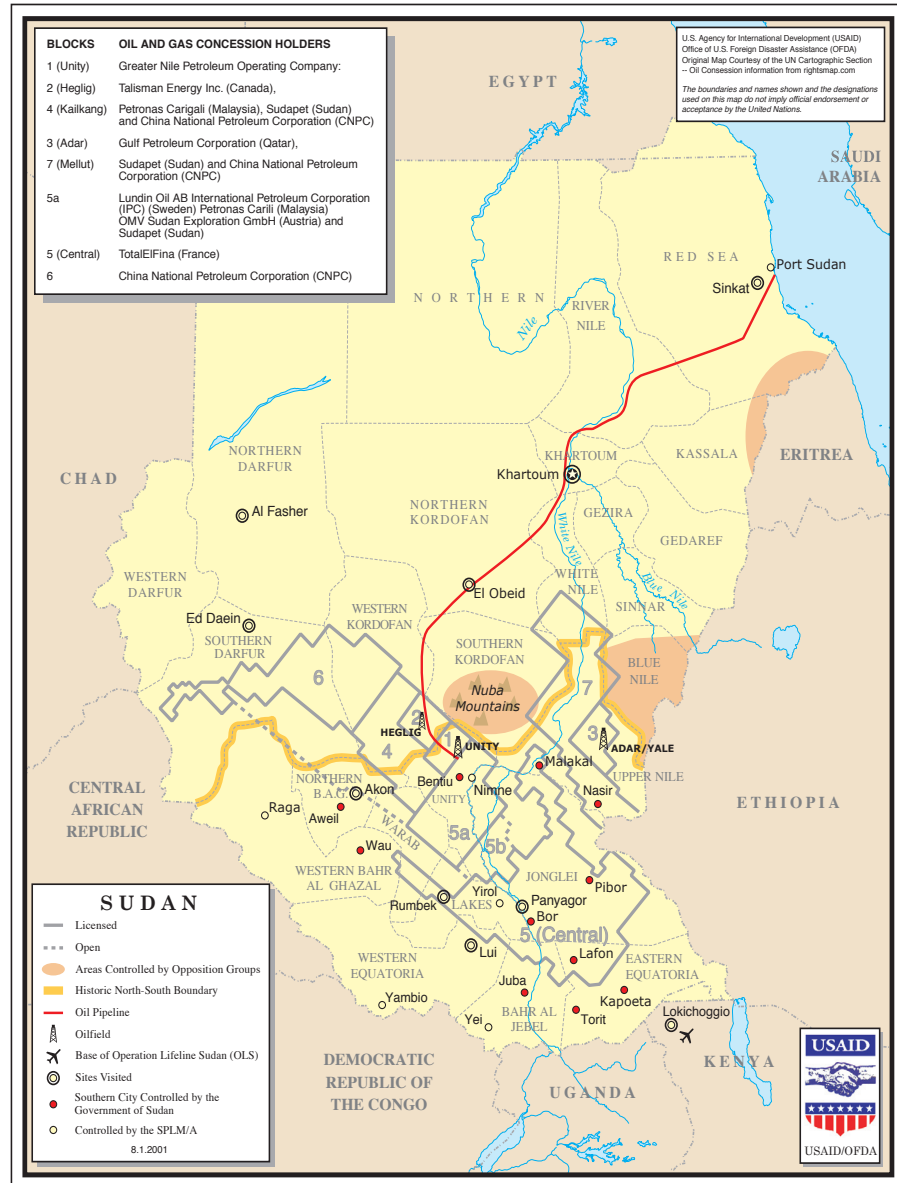 BLOCKS OIL AND GAS CONCESSION HOLDERS
1 (Unity) Greater Nile Petroleum Operating Company:
2 (Heglig) Talisman Energy Inc. (Canada),
4 (Kailkang) Petronas Carigali (Malaysia), Sudapet (Sudan)
and China National Petroleum Corporation (CNPC)
3 (Adar) Gulf Petroleum Corporation (Qatar),
7 (Mellut) Sudapet (Sudan) and China National Petroleum
Corporation (CNPC)
5a Lundin Oil AB International Petroleum Corporation
(IPC) (Sweden) Petronas Carili (Malaysia)
OMV Sudan Exploration GmbH (Austria) and
Sudapet (Sudan)
5 (Central) TotalElFina (France)
6 China National Petroleum Corporation (CNPC)
U.S. Agency for International Development (USAID)
Office of U.S. Foreign Disaster Assistance (OFDA)
Original Map Courtesy of the UN Cartographic Section
-- Oil Consession information from rightsmap.com
The boundaries and names shown and the designations
used on this map do not imply official endorsement or
acceptance by the United Nations.
EGYPT
SAUDI
ARABIA
RED SEA
Port Sudan
Sinkat
NORTHERN
Nile
RIVER
NILE
NORTHERN
DARFUR
CHAD
KHARTOUM
Khartoum
KASSALA
ERITREA
Al Fasher
NORTHERN
KORDOFAN
GEZIRA
White Nile
GEDAREF
WESTERN
DARFUR
El Obeid
WHITE
NILE
Blue Nile
SINNAR
Ed Daein
SOUTHERN
DARFUR
WESTERN
KORDOFAN
SOUTHERN
KORDOFAN
BLUE
NILE
6
7
Nuba
Mountains
2
HEGLIG
1
UNITY
3
ADAR/YALE
4
Malakal
UPPER NILE
CENTRAL
AFRICAN
REPUBLIC
NORTHERN
B.A.G.
Akon
Bentiu
UNITY
Nimne
Nasir
ETHIOPIA
Raga
Aweil
WARAB
5a
5b
Wau
WESTERN BAHR
AL GHAZAL
JONGLEI
Pibor
Rumbek
LAKES
Yirol
Panyagor
Bor
5 (Central)
Lui
Lafon
WESTERN
EQUATORIA
EASTERN
EQUATORIA
Juba
Kapoeta
Yambio
Yei
BAHR AL
JEBEL
Torit
Lokichoggio
DEMOCRATIC
REPUBLIC OF
THE CONGO
UGANDA
KENYA
SUDAN
Licensed
Open
Areas Controlled by Opposition Groups
Historic North-South Boundary
Oil Pipeline
Oilfield
Base of Operation Lifeline Sudan (OLS)
Sites Visited
Southern City Controlled by the
Government of Sudan
Controlled by the SPLM/A
8.1.2001
USAID
USAID/OFDA